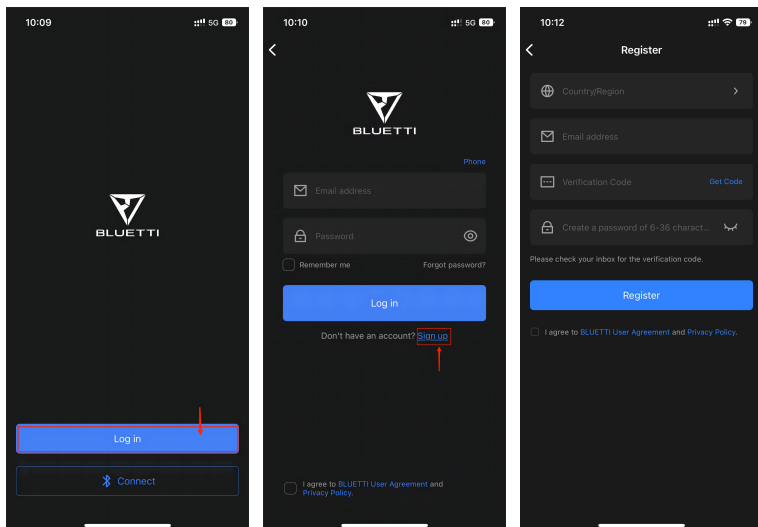 10:09
5G 80
BLUETTI
Log in
Connect
10:10
5G 80
BLUETTI
Phone
Email address
Password
Remember me
Forgot password?
Log in
Don't have an account? Sign up
I agree to BLUETTI User Agreement and
Privacy Policy.
10:12
79
Register
Country/Region
Email address
Verification Code
Get Code
Create a password of 6-36 charact...
Please check your inbox for the verification code.
Register
I agree to BLUETTI User Agreement and Privacy Policy.